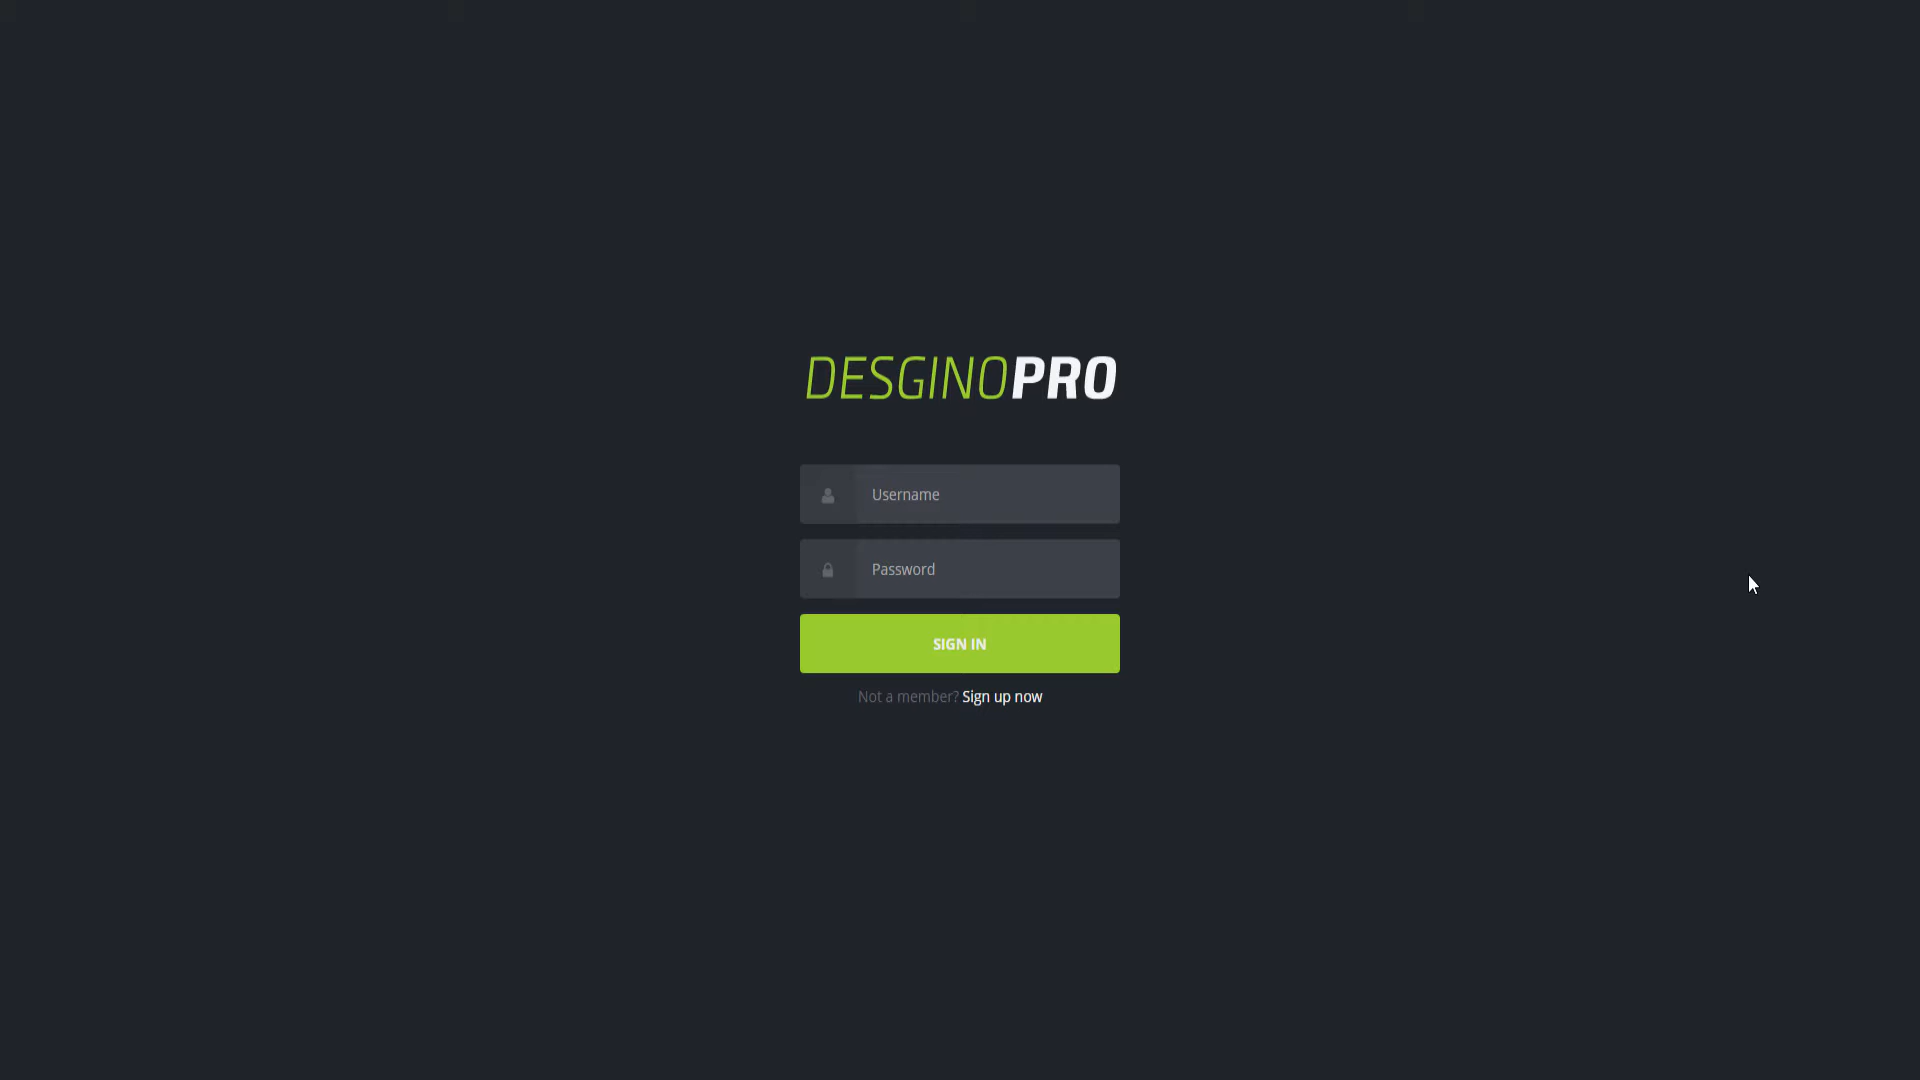 DESGINOPRO
Username
Password
SIGN IN
Not a member? Sign up now